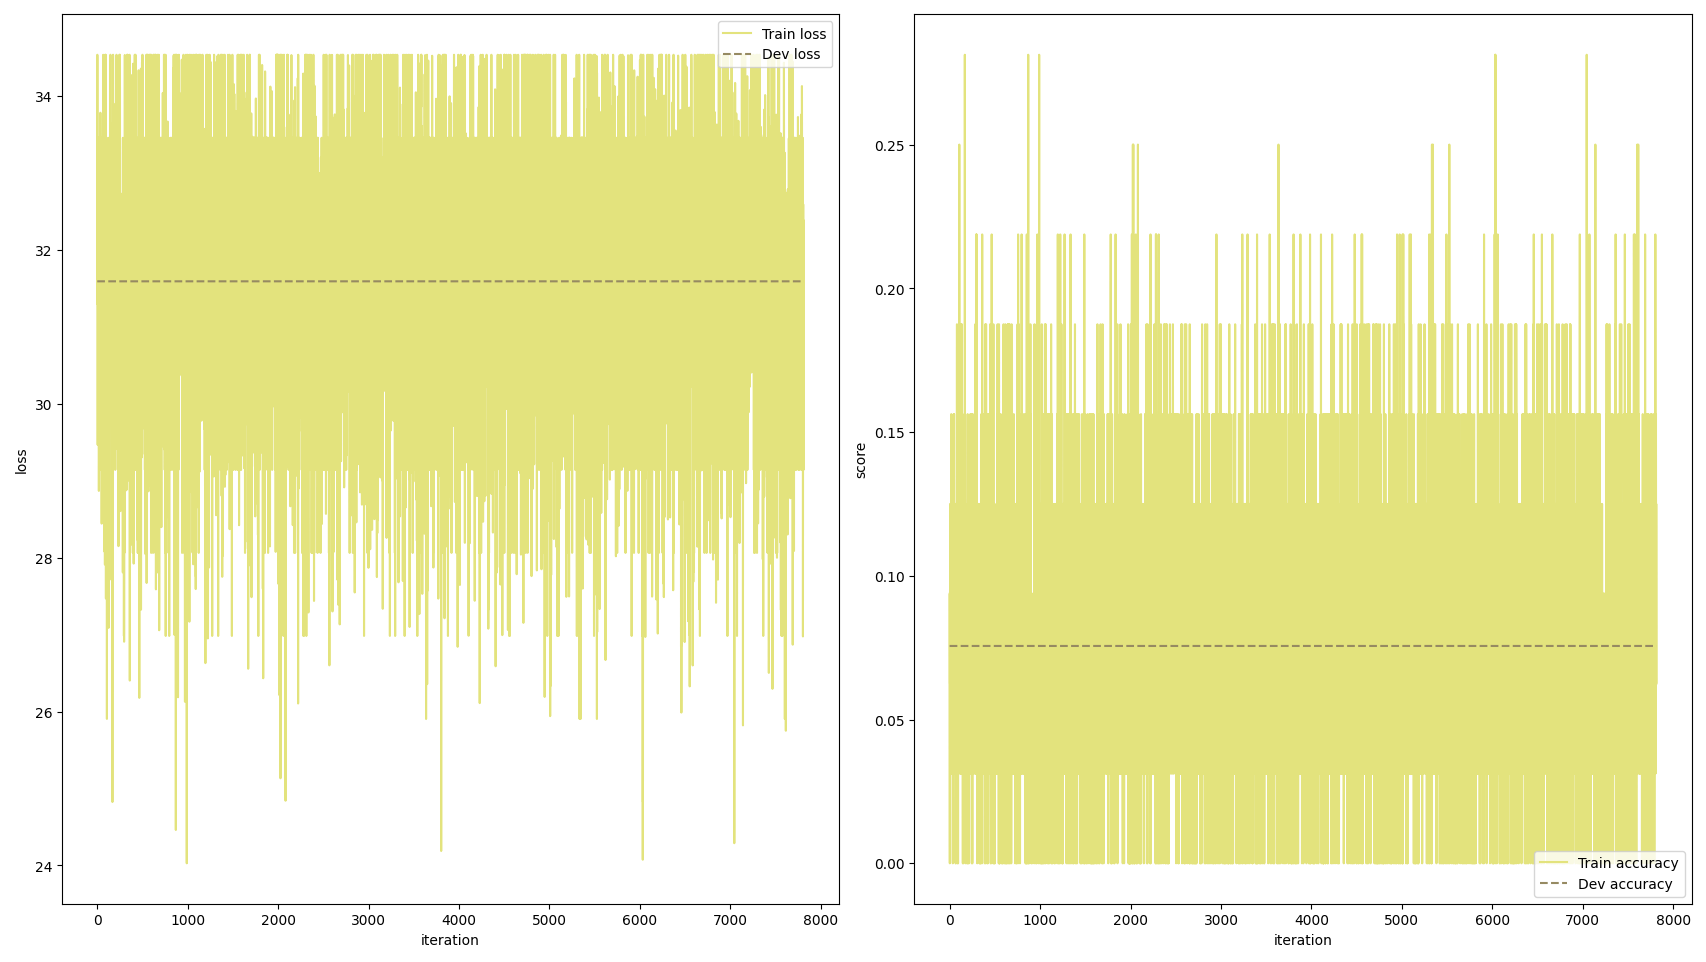 Train loss
Dev loss
34
32
30
28
26
24
loss
0 1000 2000 3000 4000 5000 6000 7000 8000
iteration
0.25
0.20
0.15
0.10
0.05
0.00
score
Train accuracy
Dev accuracy
0 1000 2000 3000 4000 5000 6000 7000 8000
iteration